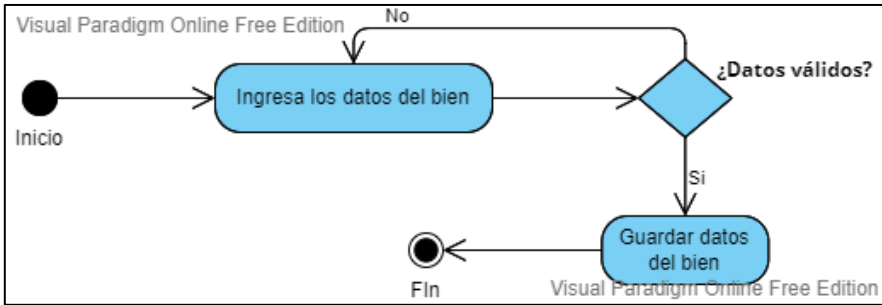 Visual Paradigm Online Free Edition
No
¿Datos válidos?
Ingresa los datos del bien
Inicio
Si
Guardar datos
del bien
FIn
Visual Paradigm Online Free Edition